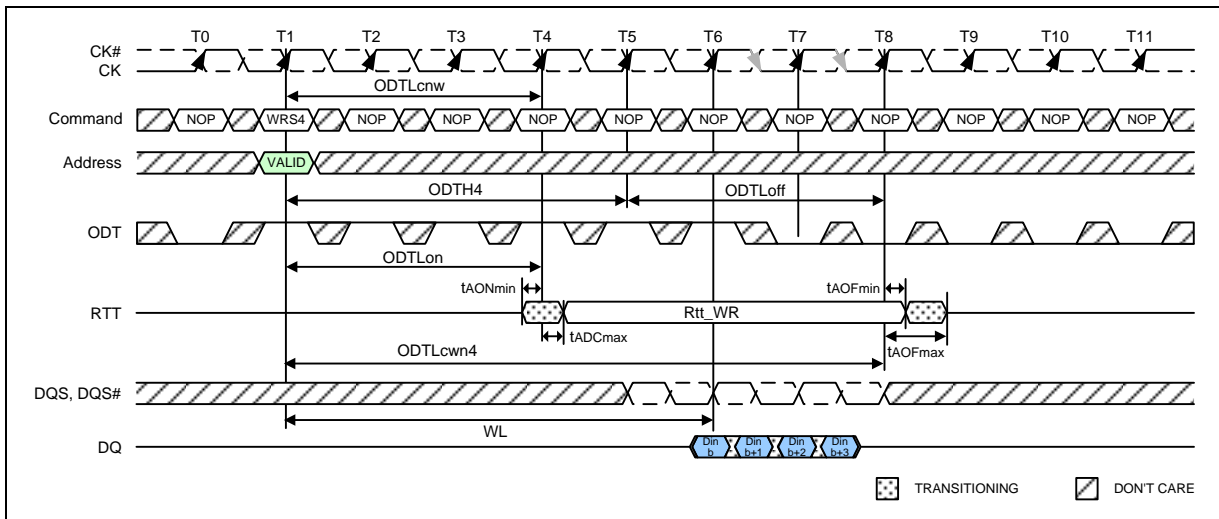 T0 T1 T2 T3 T4 T5 T6 T7 T8 T9 T10 T11
CK#
CK
ODTLcnw
Command NOP WRS4 NOP NOP NOP NOP NOP NOP NOP NOP NOP NOP
Address VALID
ODTH4 ODTLoff
ODT
ODTLon
tAONmin tAOFmin
RTT Rtt_WR
tADCmax tAOFmax
ODTLcwn4
DQS, DQS#
WL
DQ Din b Din b+1 Din b+2 Din b+3
TRANSITIONING DON'T CARE